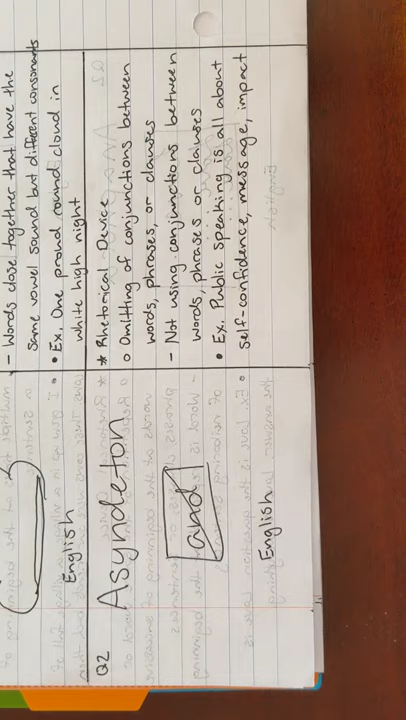 - Words close together that have the
same vowel sound but different consonants
• Ex. One proud round cloud in
white high night
English
Q2
Asyndeton
and
English
* Rhetorical Device
o Omitting of conjunctions between
words, phrases, or clauses
- Not using conjunctions between
words, phrases or clauses
• Ex. Public speaking is all about
self-confidence, message, impact